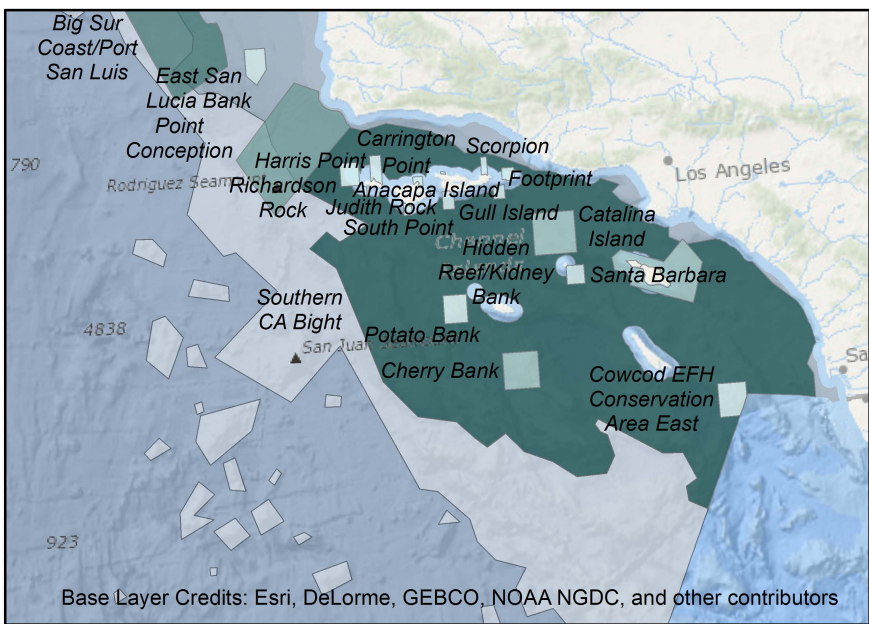 Big Sur
Coast/Port
San Luis
East San
Lucia Bank
Point
Conception
790
Rodriguez
Harris Point
Carrington
Point
Scorpion
Los Angeles
Richardson
Rock
Anacapa Island
Footprint
Judith Rock
Gull Island
South Point
Catalina
Island
Channel
Hidden
Reef/Kidney
Bank
Santa Barbara
Southern
CA Bight
4838
Potato Bank
San Juan
Sa
Cherry Bank
Cowcod EFH
Conservation
Area East
923
Base Layer Credits: Esri, DeLorme, GEBCO, NOAA NGDC, and other contributors